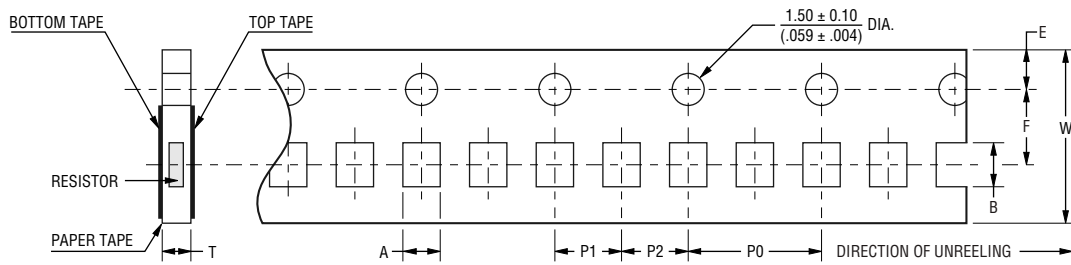 BOTTOM TAPE
TOP TAPE
1.50 ± 0.10
(.059 ± .004)
DIA.
E
F
W
RESISTOR
B
PAPER TAPE
T
A
P1
P2
P0
DIRECTION OF UNREELING